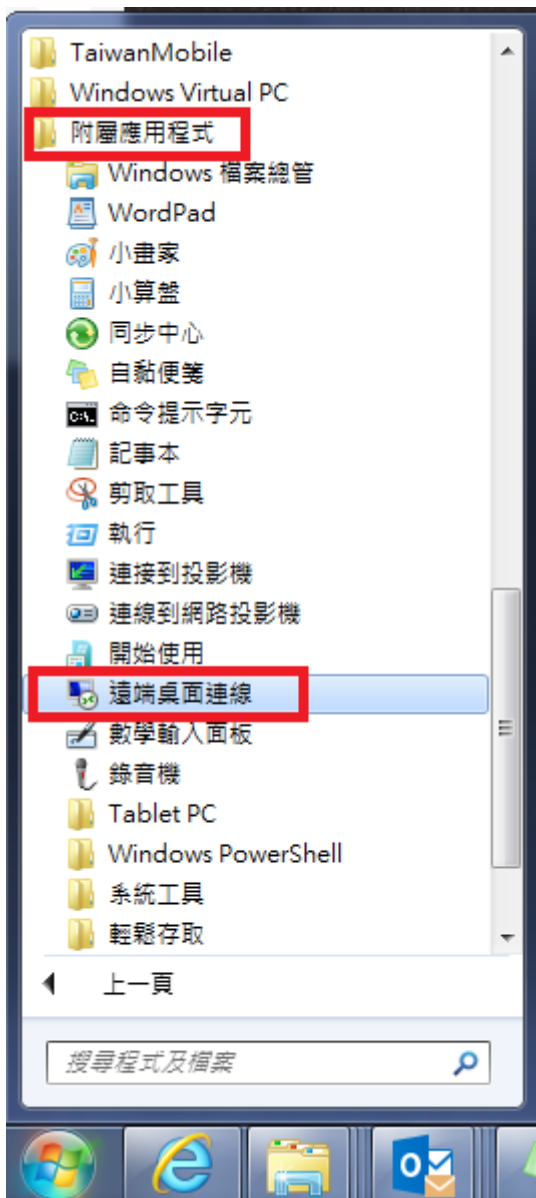 TaiwanMobile
Windows Virtual PC
附屬應用程式
Windows 檔案總管
WordPad
小畫家
小算盤
同步中心
自黏便箋
命令提示字元
記事本
剪取工具
執行
連接到投影機
連線到網路投影機
開始使用
遠端桌面連線
數學輸入面板
錄音機
Tablet PC
Windows PowerShell
系統工具
輕鬆存取
上一頁
搜尋程式及檔案